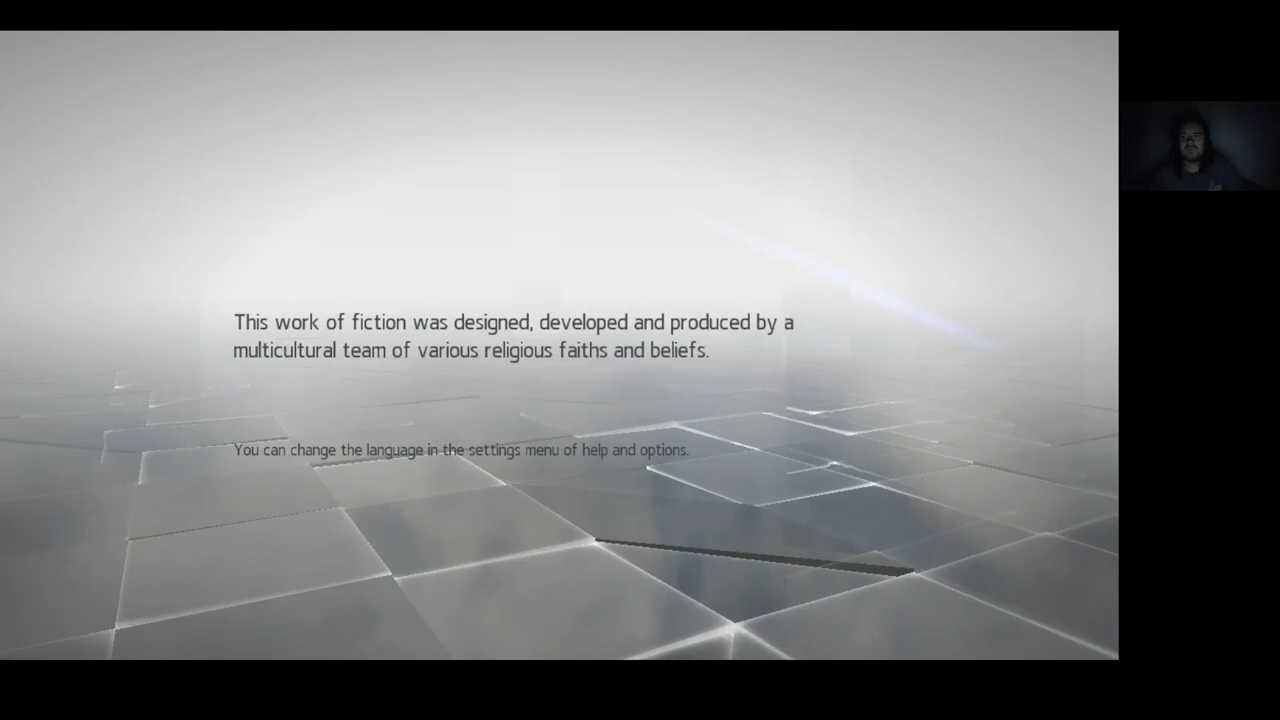 This work of fiction was designed, developed and produced by a
multicultural team of various religious faiths and beliefs.
You can change the language in the settings menu of help and options.